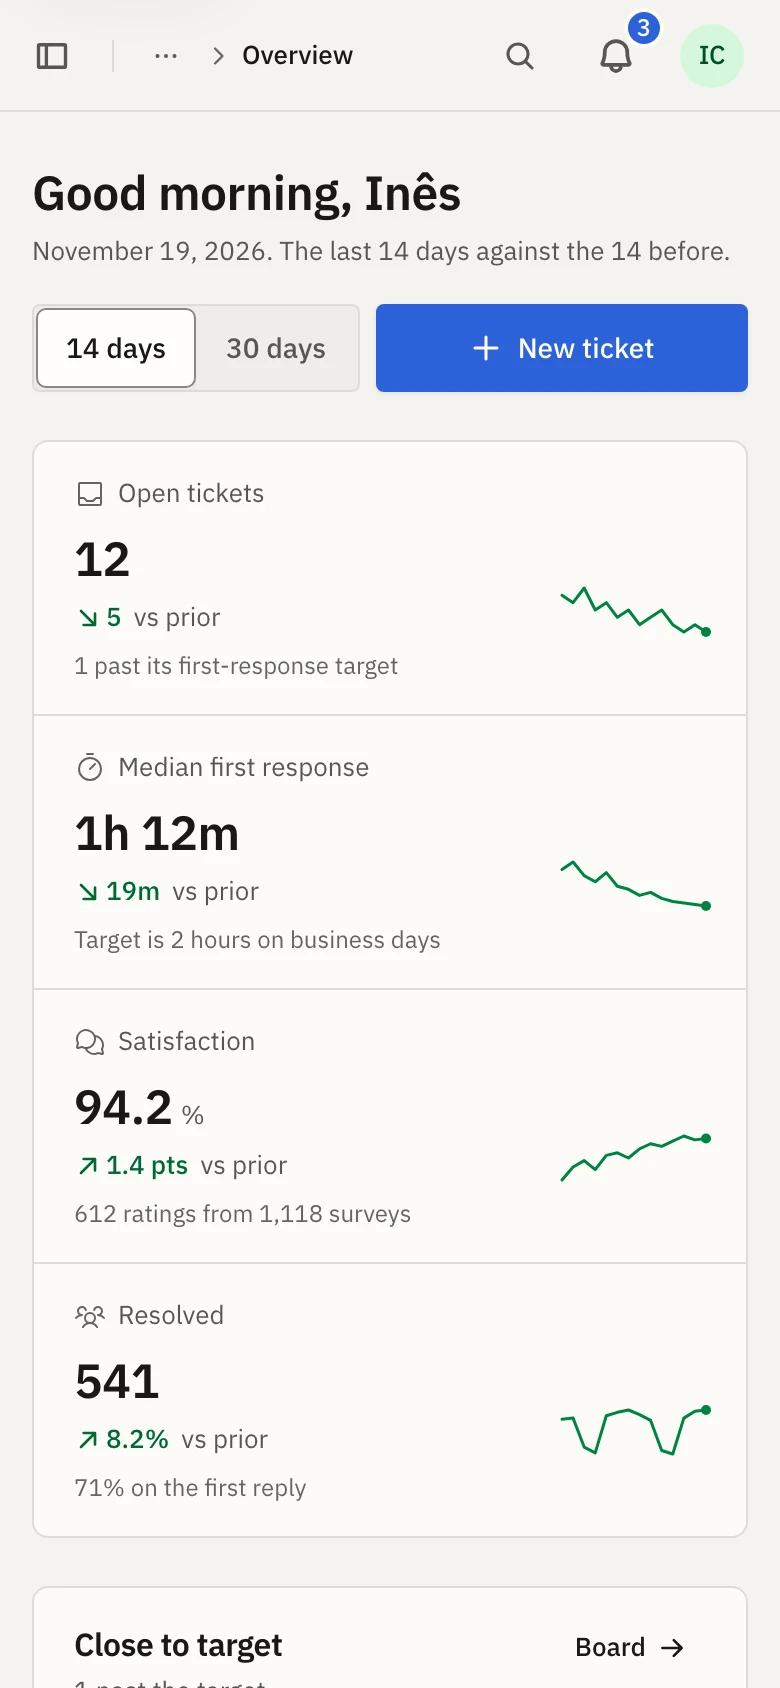 Overview
3
IC
Good morning, Inês
November 19, 2026. The last 14 days against the 14 before.
14 days
30 days
New ticket
Open tickets
12
5 vs prior
1 past its first-response target
Median first response
1h 12m
19m vs prior
Target is 2 hours on business days
Satisfaction
94.2 %
1.4 pts vs prior
612 ratings from 1,118 surveys
Resolved
541
8.2% vs prior
71% on the first reply
Close to target
Board
1 past the target